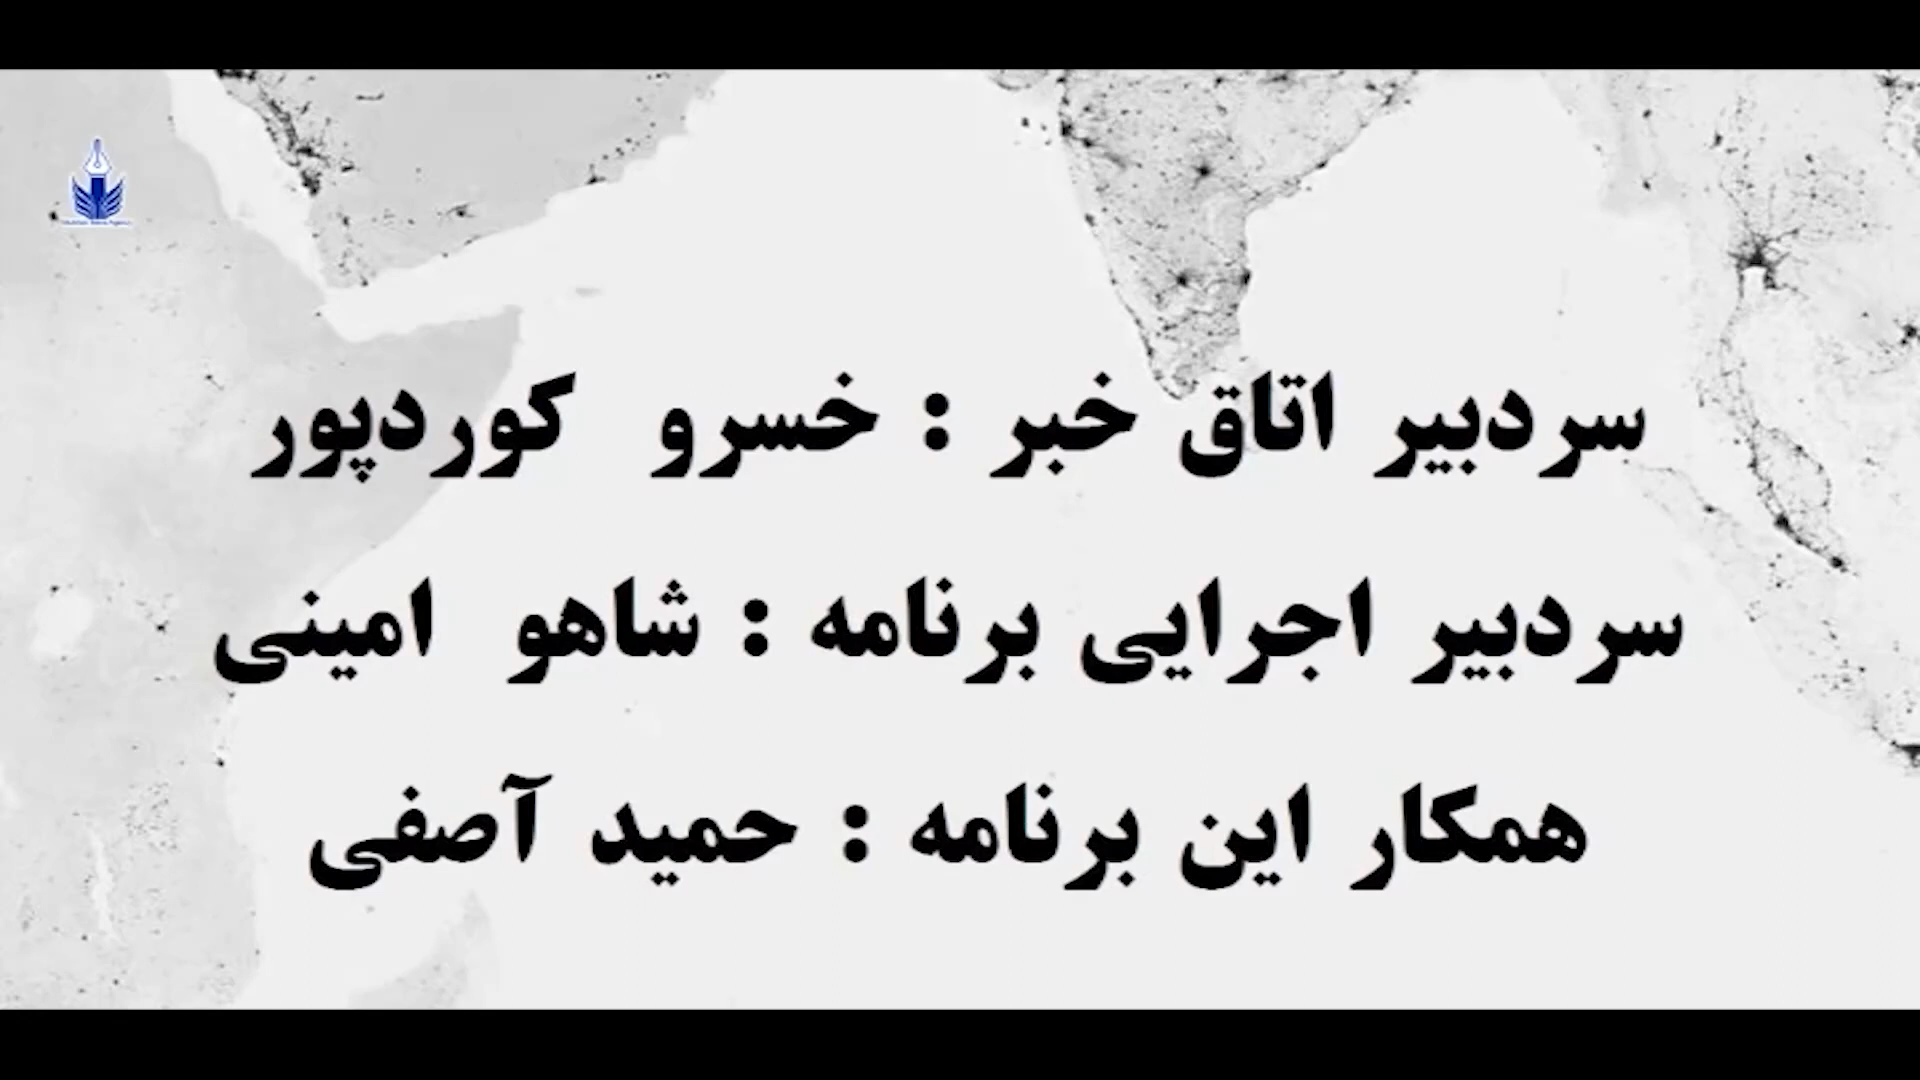 سردبیر اتاق خبر : خسرو کوردپور
سردبیر اجرایی برنامه : شاهو امینی
همکار این برنامه : حمید آصفی